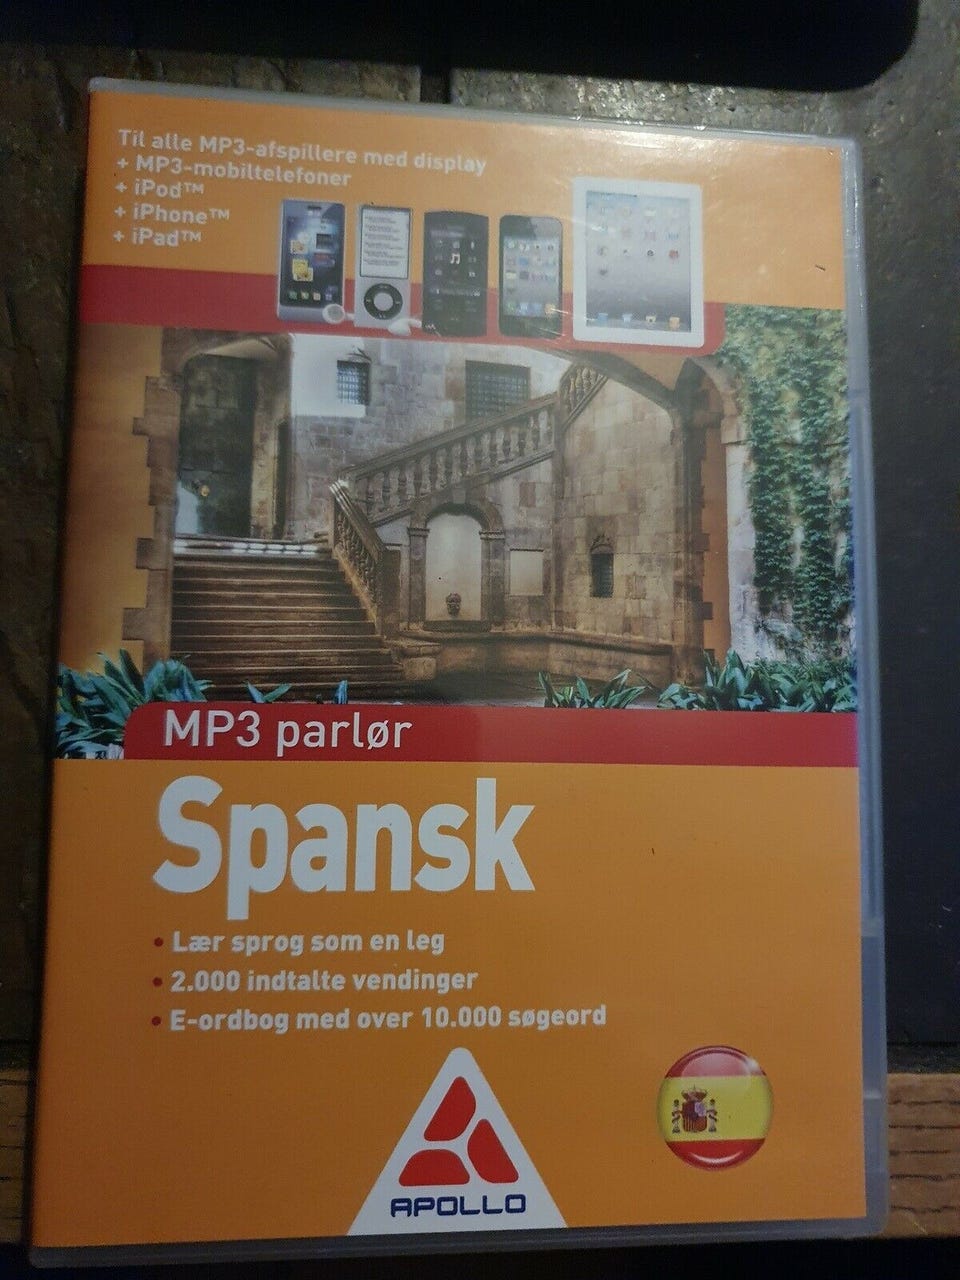 Til alle MP3-afspillere med display
+ MP3-mobiltelefoner
+ iPod™
+ iPhone™
+ iPad™
MP3 parlør
Spansk
• Lær sprog som en leg
• 2.000 indtalte vendinger
• E-ordbog med over 10.000 søgeord
APOLLO